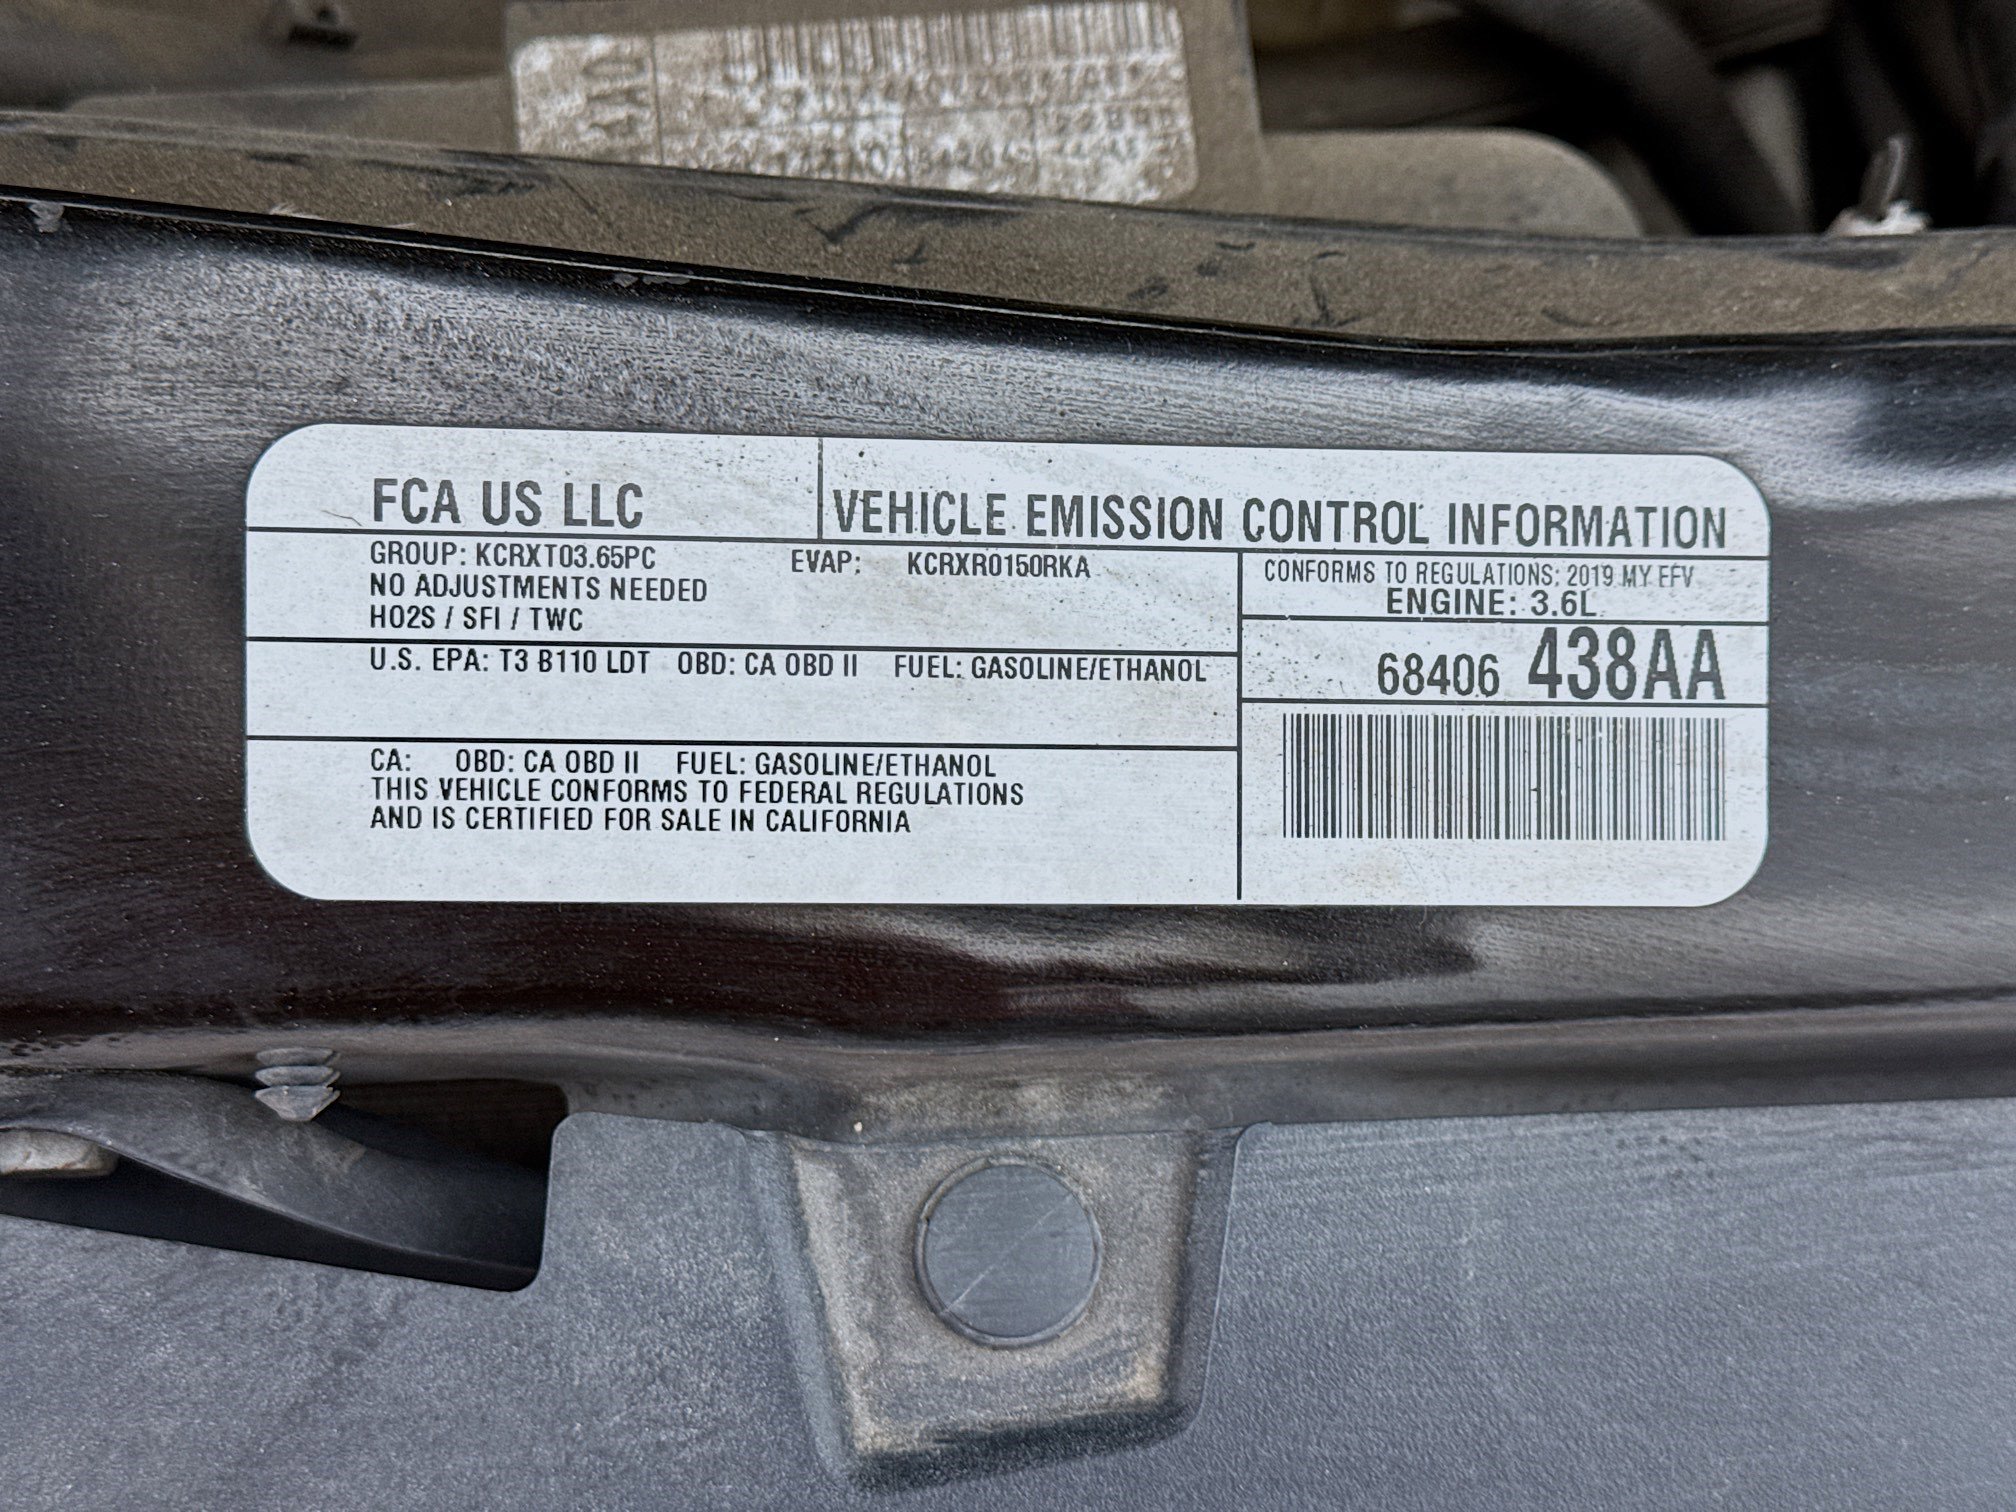 FCA US LLC
VEHICLE EMISSION CONTROL INFORMATION
GROUP: KCRXT03.65PC EVAP: KCRXR0150RKA
NO ADJUSTMENTS NEEDED
HO2S / SFI / TWC
CONFORMS TO REGULATIONS: 2019 MY FFV
ENGINE: 3.6L
68406 438AA
U.S. EPA: T3 B110 LDT OBD: CA OBD II FUEL: GASOLINE/ETHANOL
CA: OBD: CA OBD II FUEL: GASOLINE/ETHANOL
THIS VEHICLE CONFORMS TO FEDERAL REGULATIONS
AND IS CERTIFIED FOR SALE IN CALIFORNIA